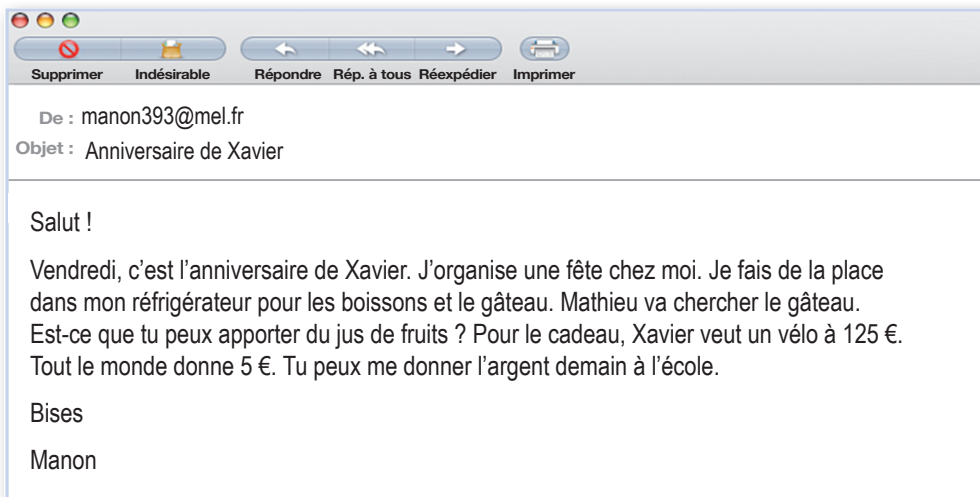 Supprimer Indésirable Répondre Rép. à tous Réexpédier Imprimer
De : manon393@mel.fr
Objet : Anniversaire de Xavier
Salut !
Vendredi, c’est l’anniversaire de Xavier. J’organise une fête chez moi. Je fais de la place
dans mon réfrigérateur pour les boissons et le gâteau. Mathieu va chercher le gâteau.
Est-ce que tu peux apporter du jus de fruits ? Pour le cadeau, Xavier veut un vélo à 125 €.
Tout le monde donne 5 €. Tu peux me donner l’argent demain à l’école.
Bises
Manon